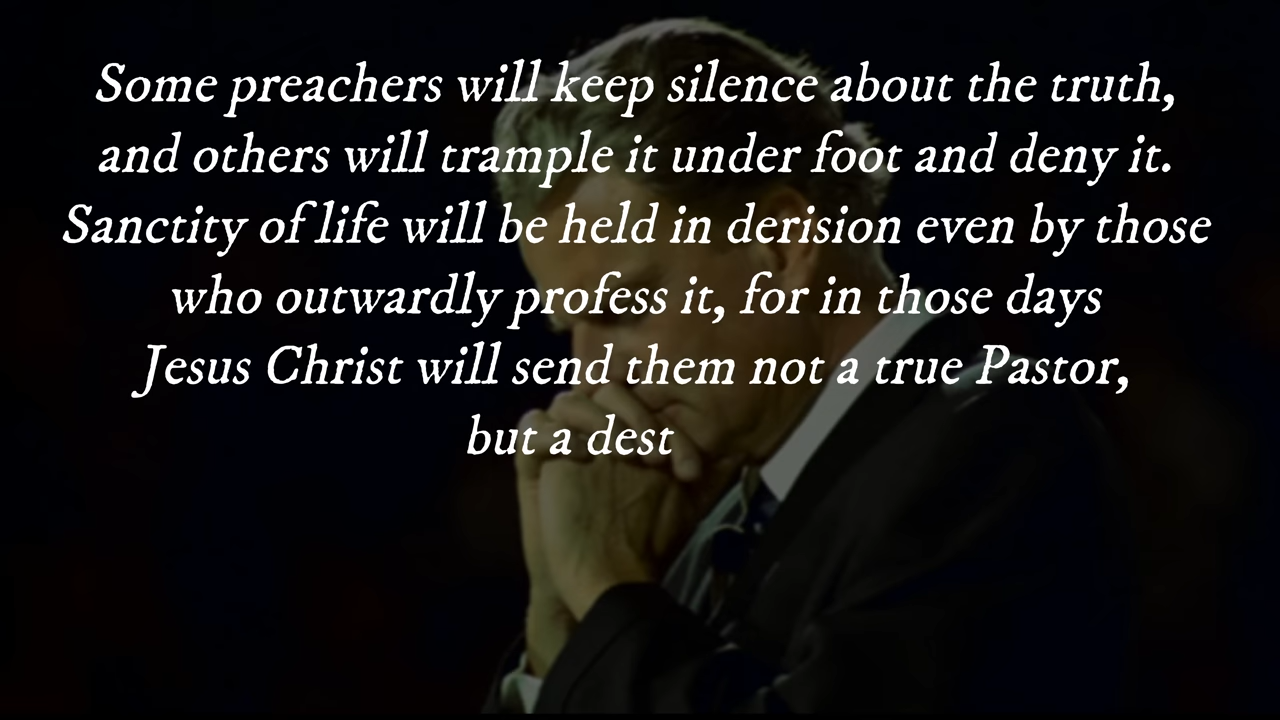 Some preachers will keep silence about the truth,
and others will trample it under foot and deny it.
Sanctity of life will be held in derision even by those
who outwardly profess it, for in those days
Jesus Christ will send them not a true Pastor,
but a dest